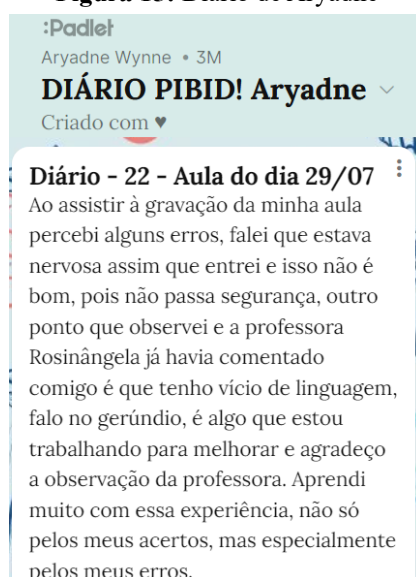 Figura 13: Diário de Aryadne
:Padlet
Aryadne Wynne • 3M
DIÁRIO PIBID! Aryadne
Criado com ♥
Diário - 22 - Aula do dia 29/07
Ao assistir à gravação da minha aula
percebi alguns erros, falei que estava
nervosa assim que entrei e isso não é
bom, pois não passa segurança, outro
ponto que observei e a professora
Rosinângela já havia comentado
comigo é que tenho vício de linguagem,
falo no gerúndio, é algo que estou
trabalhando para melhorar e agradeço
a observação da professora. Aprendi
muito com essa experiência, não só
pelos meus acertos, mas especialmente
pelos meus erros.